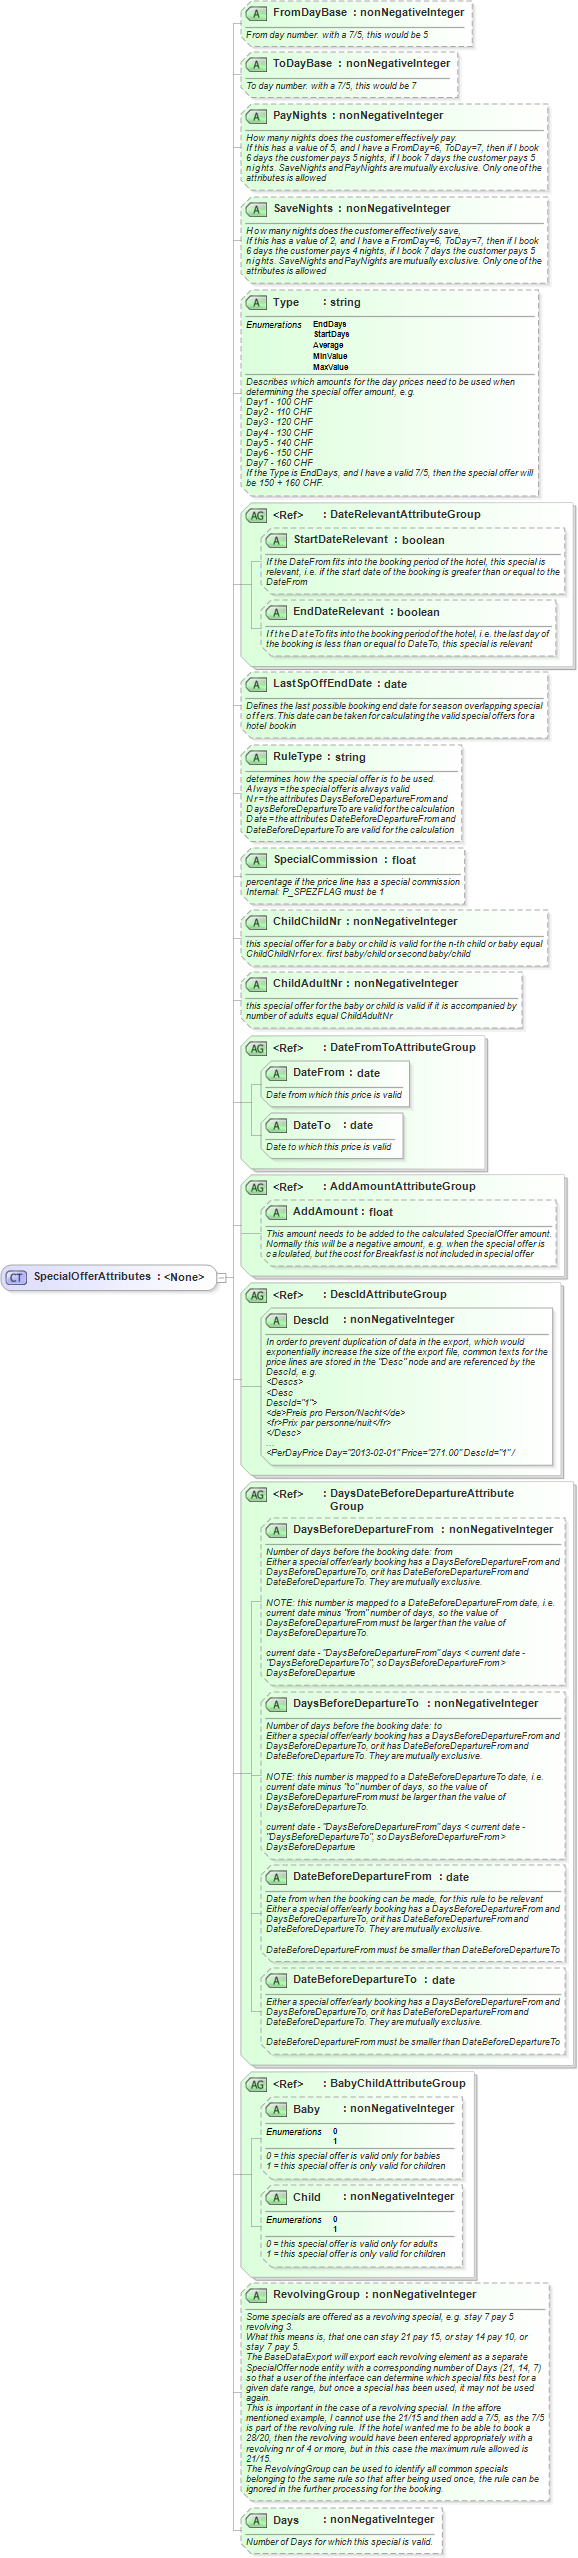 A FromDayBase : nonNegativeInteger
From day number. with a 7/5, this would be 5
A ToDayBase : nonNegativeInteger
To day number. with a 7/5, this would be 7
A PayNights : nonNegativeInteger
How many nights does the customer effectively pay.
If this has a value of 5, and I have a FromDay=6, ToDay=7, then if I book
6 days the customer pays 5 nights, if I book 7 days the customer pays 5
nights. SaveNights and PayNights are mutually exclusive. Only one of the
attributes is allowed
A SaveNights : nonNegativeInteger
How many nights does the customer effectively save,
If this has a value of 2, and I have a FromDay=6, ToDay=7, then if I book
6 days the customer pays 4 nights, if I book 7 days the customer pays 5
nights. SaveNights and PayNights are mutually exclusive. Only one of the
attributes is allowed
A Type : string
Enumerations EndDays
StartDays
Average
MinValue
MaxValue
Describes which amounts for the day prices need to be used when
determining the special offer amount, e.g.
Day1 - 100 CHF
Day2 - 110 CHF
Day3 - 120 CHF
Day4 - 130 CHF
Day5 - 140 CHF
Day6 - 150 CHF
Day7 - 160 CHF
If the Type is EndDays, and I have a valid 7/5, then the special offer will
be 150 + 160 CHF.
AG <Ref> : DateRelevantAttributeGroup
A StartDateRelevant : boolean
If the DateFrom fits into the booking period of the hotel, this special is
relevant, i.e. if the start date of the booking is greater than or equal to the
DateFrom
A EndDateRelevant : boolean
If the DateTo fits into the booking period of the hotel, i.e. the last day of
the booking is less than or equal to DateTo, this special is relevant
A LastSpOffEndDate : date
Defines the last possible booking end date for season overlapping special
offers.This date can be taken for calculating the valid special offers for a
hotel bookin
A RuleType : string
determines how the special offer is to be used.
Always = the special offer is always valid
Nr = the attributes DaysBeforeDepartureFrom and
DaysBeforeDepartureTo are valid for the calculation
Date = the attributes DateBeforeDepartureFrom and
DateBeforeDepartureTo are valid for the calculation
A SpecialCommission : float
percentage if the price line has a special commission
Internal: P_SPEZFLAG must be 1
A ChildChildNr : nonNegativeInteger
this special offer for a baby or child is valid for the n-th child or baby equal
ChildChildNr for ex. first baby/child or second baby/child
A ChildAdultNr : nonNegativeInteger
this special offer for the baby or child is valid if it is accompanied by
number of adults equal ChildAdultNr
AG <Ref> : DateFromToAttributeGroup
A DateFrom : date
Date from which this price is valid
A DateTo : date
Date to which this price is valid
AG <Ref> : AddAmountAttributeGroup
A AddAmount : float
This amount needs to be added to the calculated SpecialOffer amount.
Normally this will be a negative amount, e.g. when the special offer is
calculated, but the cost for Breakfast is not included in special offer
CT SpecialOfferAttributes : <None>
AG <Ref> : DescIdAttributeGroup
A DescId : nonNegativeInteger
In order to prevent duplication of data in the export, which would
exponentially increase the size of the export file, common texts for the
price lines are stored in the "Desc" node and are referenced by the
DescId, e.g.
<Descs>
<Desc
DescId="1">
<de>Preis pro Person/Nacht</de>
<fr>Prix par personne/nuit</fr>
</Desc>
...
<PerDayPrice Day="2013-02-01" Price="271.00" DescId="1" /
AG <Ref> : DaysDateBeforeDepartureAttribute
Group
A DaysBeforeDepartureFrom : nonNegativeInteger
Number of days before the booking date: from
Either a special offer/early booking has a DaysBeforeDepartureFrom and
DaysBeforeDepartureTo, or it has DateBeforeDepartureFrom and
DateBeforeDepartureTo. They are mutually exclusive.
NOTE: this number is mapped to a DateBeforeDepartureFrom date, i.e.
current date minus "from" number of days, so the value of
DaysBeforeDepartureFrom must be larger than the value of
DaysBeforeDepartureTo.
current date - "DaysBeforeDepartureFrom" days < current date -
"DaysBeforeDepartureTo", so DaysBeforeDepartureFrom >
DaysBeforeDeparture
A DaysBeforeDepartureTo : nonNegativeInteger
Number of days before the booking date: to
Either a special offer/early booking has a DaysBeforeDepartureFrom and
DaysBeforeDepartureTo, or it has DateBeforeDepartureFrom and
DateBeforeDepartureTo. They are mutually exclusive.
NOTE: this number is mapped to a DateBeforeDepartureTo date, i.e.
current date minus "to" number of days, so the value of
DaysBeforeDepartureFrom must be larger than the value of
DaysBeforeDepartureTo.
current date - "DaysBeforeDepartureFrom" days < current date -
"DaysBeforeDepartureTo", so DaysBeforeDepartureFrom >
DaysBeforeDeparture
A DateBeforeDepartureFrom : date
Date from when the booking can be made, for this rule to be relevant
Either a special offer/early booking has a DaysBeforeDepartureFrom and
DaysBeforeDepartureTo, or it has DateBeforeDepartureFrom and
DateBeforeDepartureTo. They are mutually exclusive.
DateBeforeDepartureFrom must be smaller than DateBeforeDepartureTo
A DateBeforeDepartureTo : date
Either a special offer/early booking has a DaysBeforeDepartureFrom and
DaysBeforeDepartureTo, or it has DateBeforeDepartureFrom and
DateBeforeDepartureTo. They are mutually exclusive.
DateBeforeDepartureFrom must be smaller than DateBeforeDepartureTo
AG <Ref> : BabyChildAttributeGroup
A Baby : nonNegativeInteger
Enumerations 0
1
0 = this special offer is valid only for babies
1 = this special offer is only valid for children
A Child : nonNegativeInteger
Enumerations 0
1
0 = this special offer is valid only for adults
1 = this special offer is only valid for children
A RevolvingGroup : nonNegativeInteger
Some specials are offered as a revolving special, e.g. stay 7 pay 5
revolving 3.
What this means is, that one can stay 21 pay 15, or stay 14 pay 10, or
stay 7 pay 5.
The BaseDataExport will export each revolving element as a separate
SpecialOffer node entity with a corresponding number of Days (21, 14, 7)
so that a user of the interface can determine which special fits best for a
given date range, but once a special has been used, it may not be used
again.
This is important in the case of a revolving special. In the affore
mentioned example, I cannot use the 21/15 and then add a 7/5, as the 7/5
is part of the revolving rule. If the hotel wanted me to be able to book a
28/20, then the revolving would have been entered appropriately with a
revolving nr of 4 or more, but in this case the maximum rule allowed is
21/15.
The RevolvingGroup can be used to identify all common specials
belonging to the same rule so that after being used once, the rule can be
ignored in the further processing for the booking.
A Days : nonNegativeInteger
Number of Days for which this special is valid.